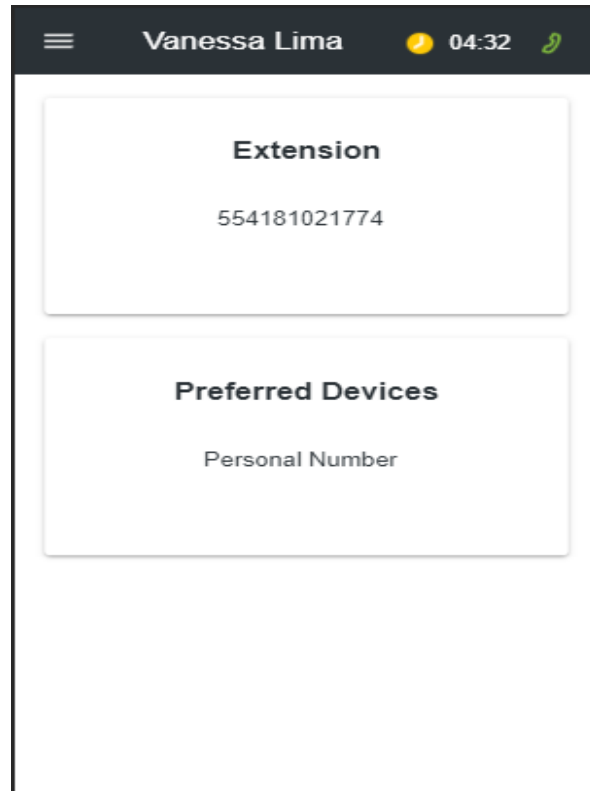 Vanessa Lima 04:32
Extension
554181021774
Preferred Devices
Personal Number